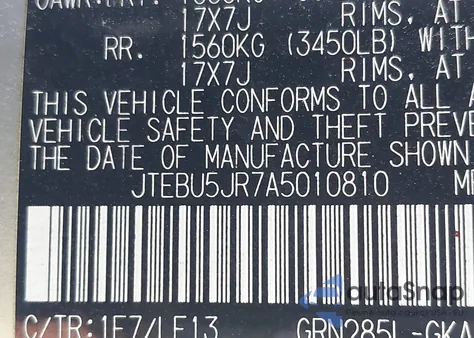 17X7J RIMS, AT
RR. 1560KG (3450LB) WITH
17X7J RIMS, AT
THIS VEHICLE CONFORMS TO ALL A
VEHICLE SAFETY AND THEFT PREVE
THE DATE OF MANUFACTURE SHOWN
JTEBU5JR7A5010810
C/TR:1F7/LF13 GRN285L-GKA
autoSnap